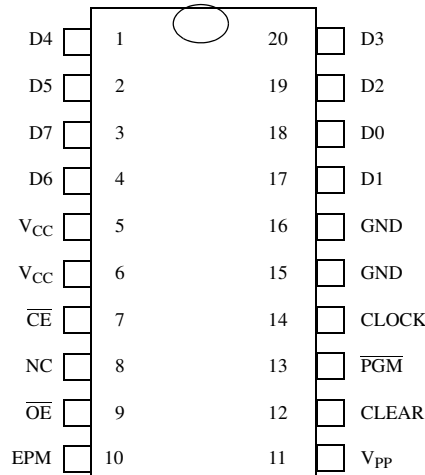 D4 1 20 D3
D5 2 19 D2
D7 3 18 D0
D6 4 17 D1
VCC 5 16 GND
VCC 6 15 GND
CE 7 14 CLOCK
NC 8 13 PGM
OE 9 12 CLEAR
EPM 10 11 VPP